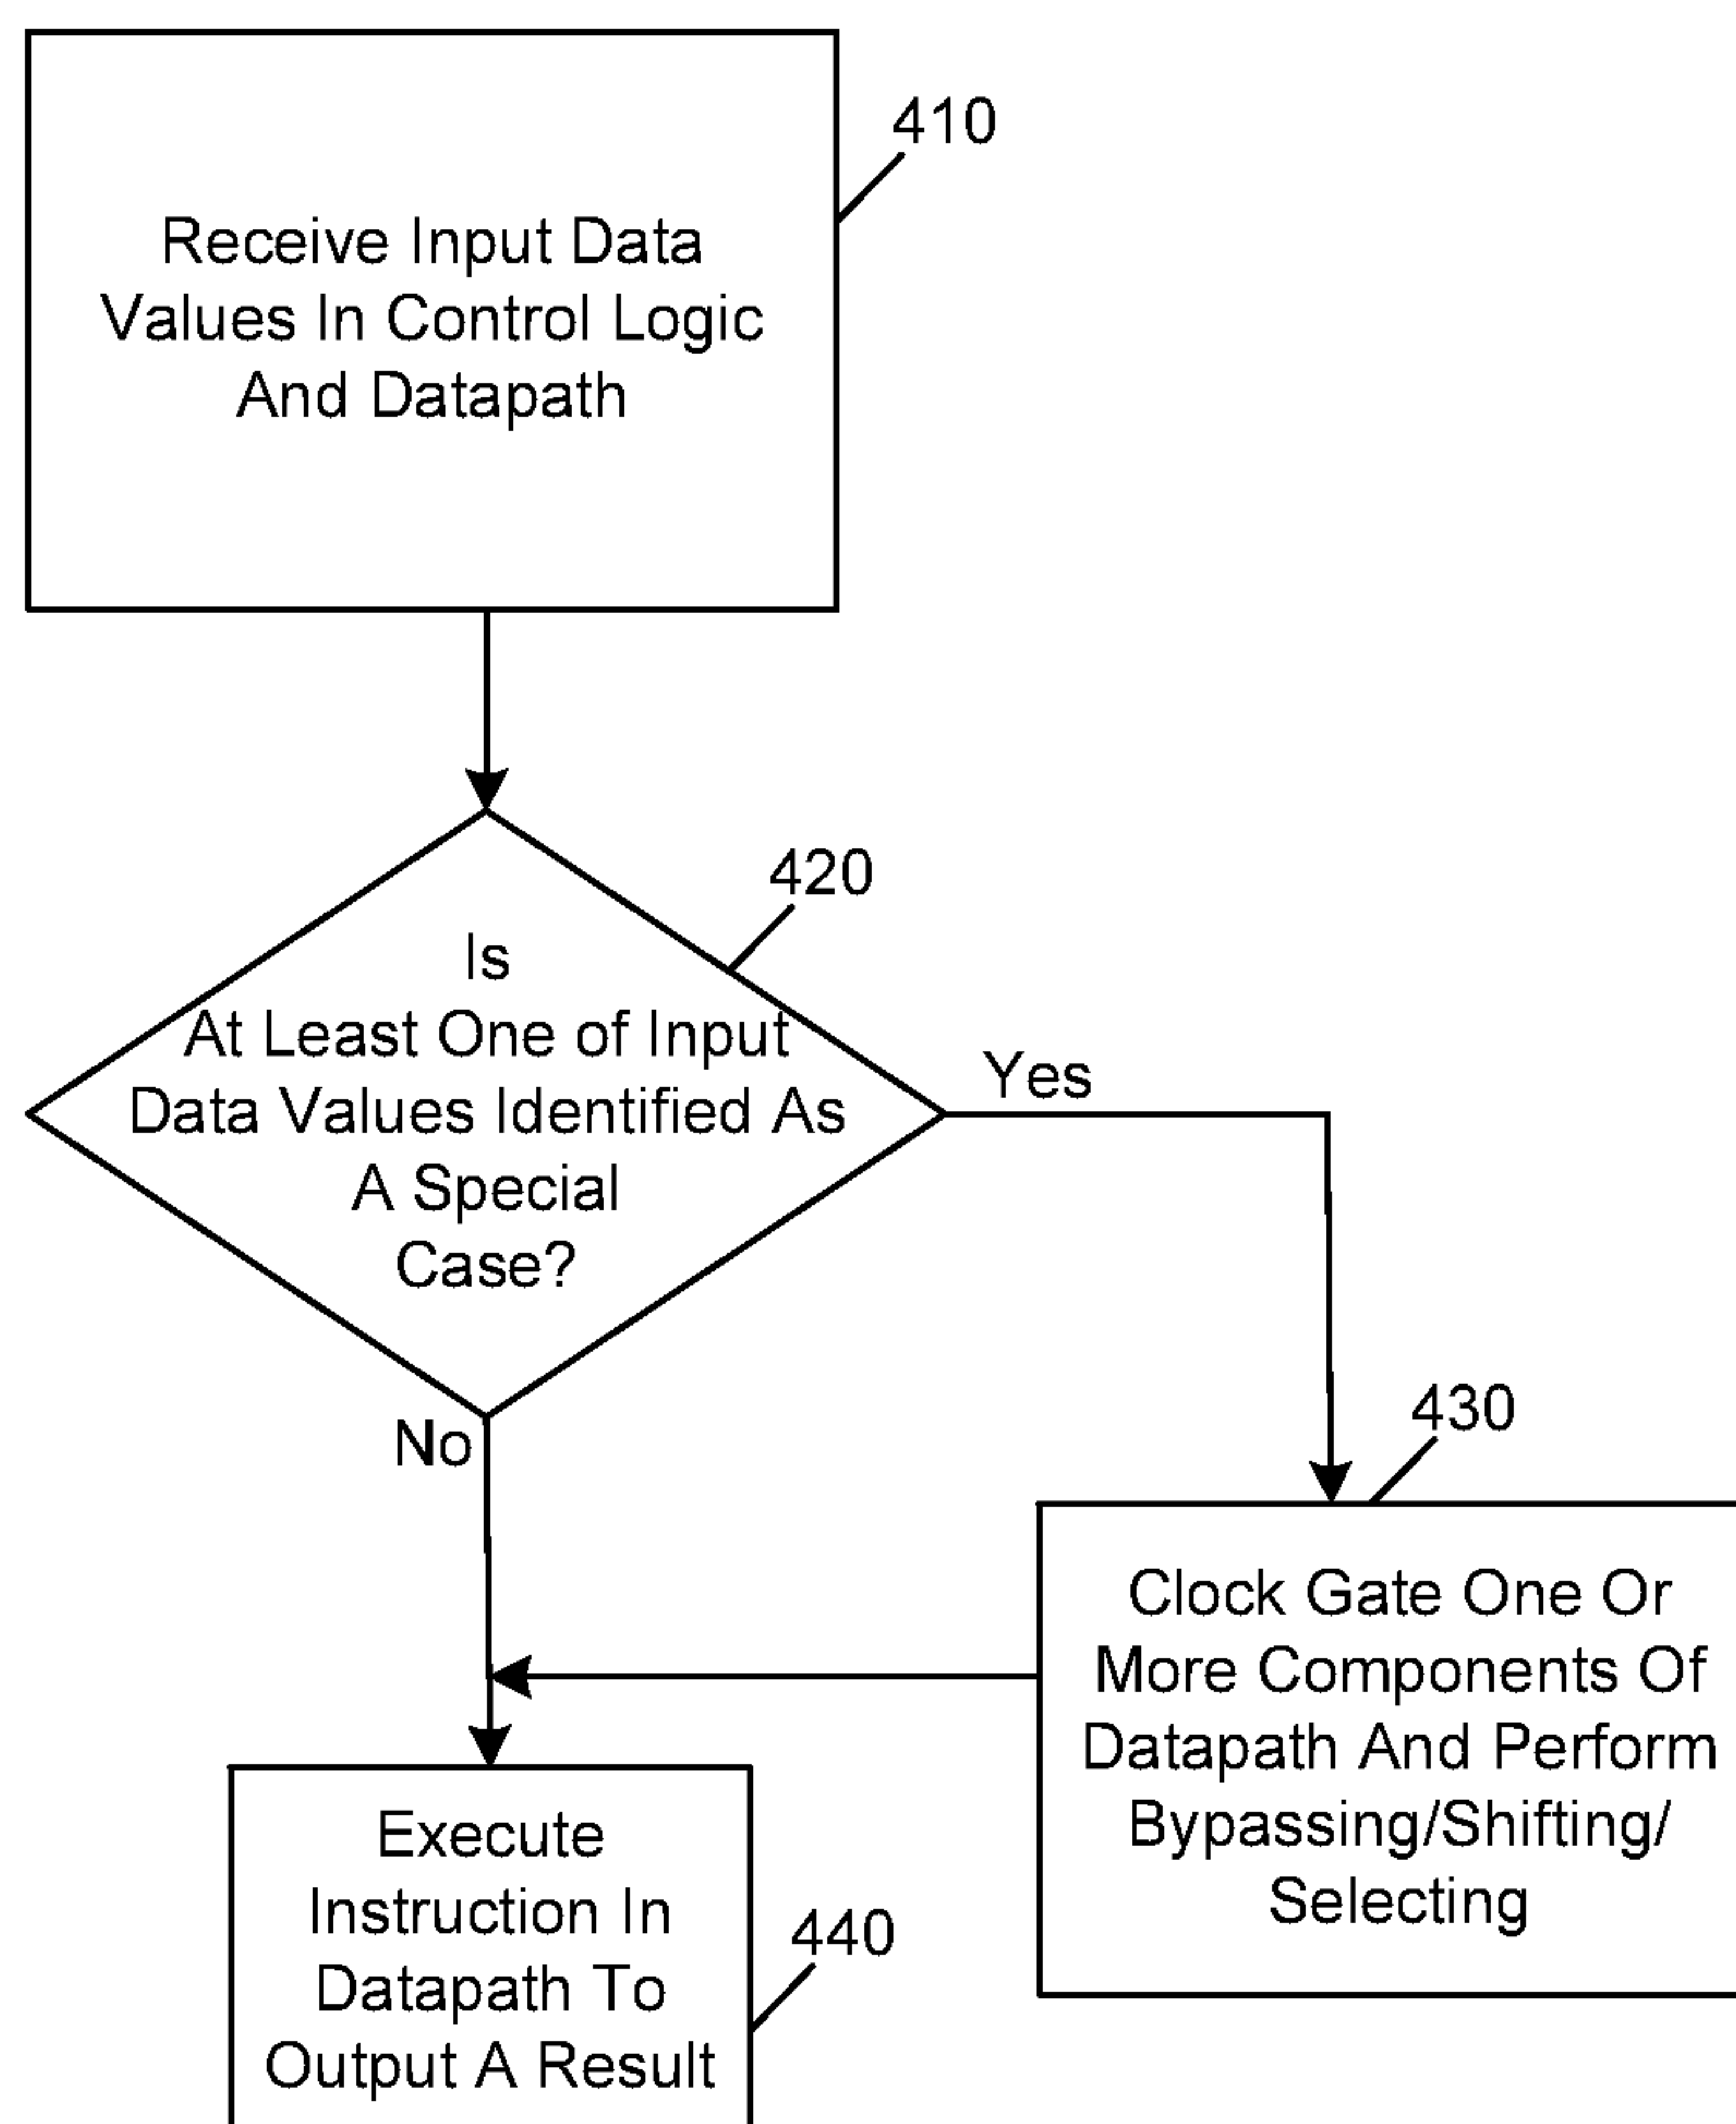 410
Receive Input Data
Values In Control Logic
And Datapath
420
Is
At Least One of Input
Data Values Identified As
A Special
Case?
Yes
No
430
Clock Gate One Or
More Components Of
Datapath And Perform
Bypassing/Shifting/
Selecting
440
Execute
Instruction In
Datapath To
Output A Result